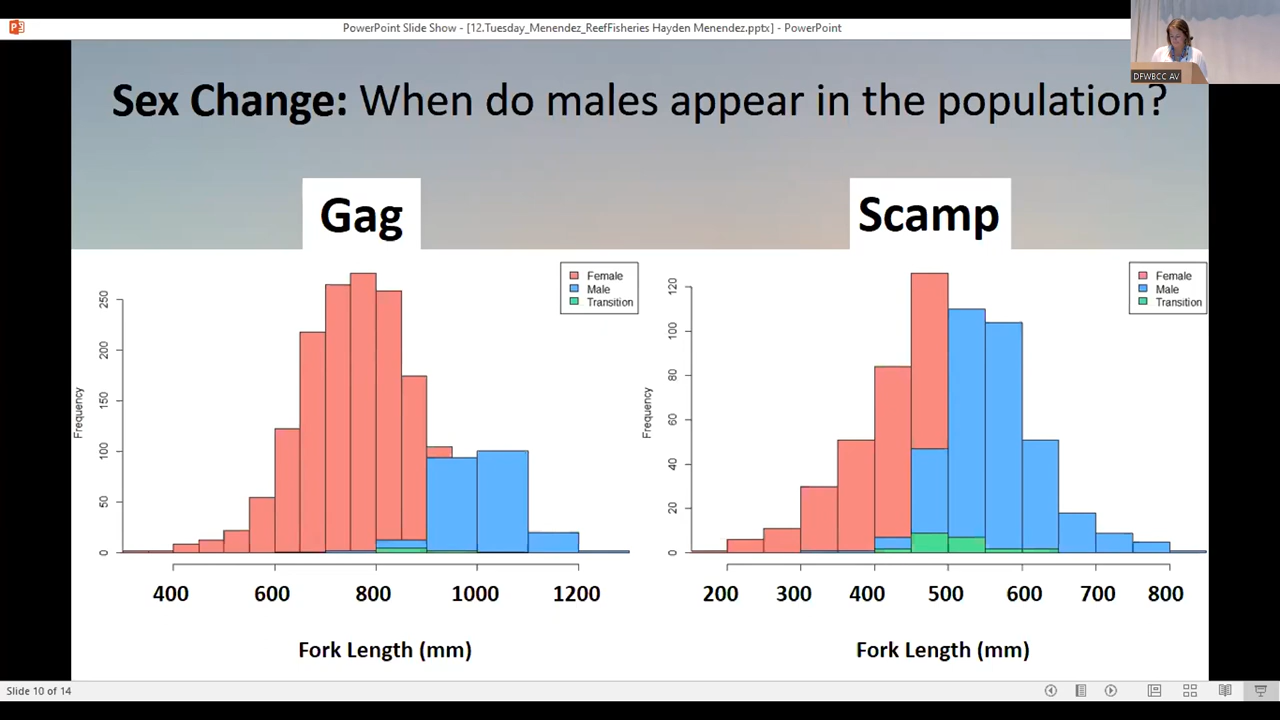 PowerPoint Slide Show - [12.Tuesday_Menendez_ReefFisheries Hayden Menendez.pptx] - PowerPoint
DFWBCC AV
Sex Change: When do males appear in the population?
Gag
Female
Male
Transition
Frequency
0
50
100
150
200
250
400
600
800
1000
1200
Fork Length (mm)
Scamp
Female
Male
Transition
Frequency
0
20
40
60
80
100
120
200
300
400
500
600
700
800
Fork Length (mm)
Slide 10 of 14